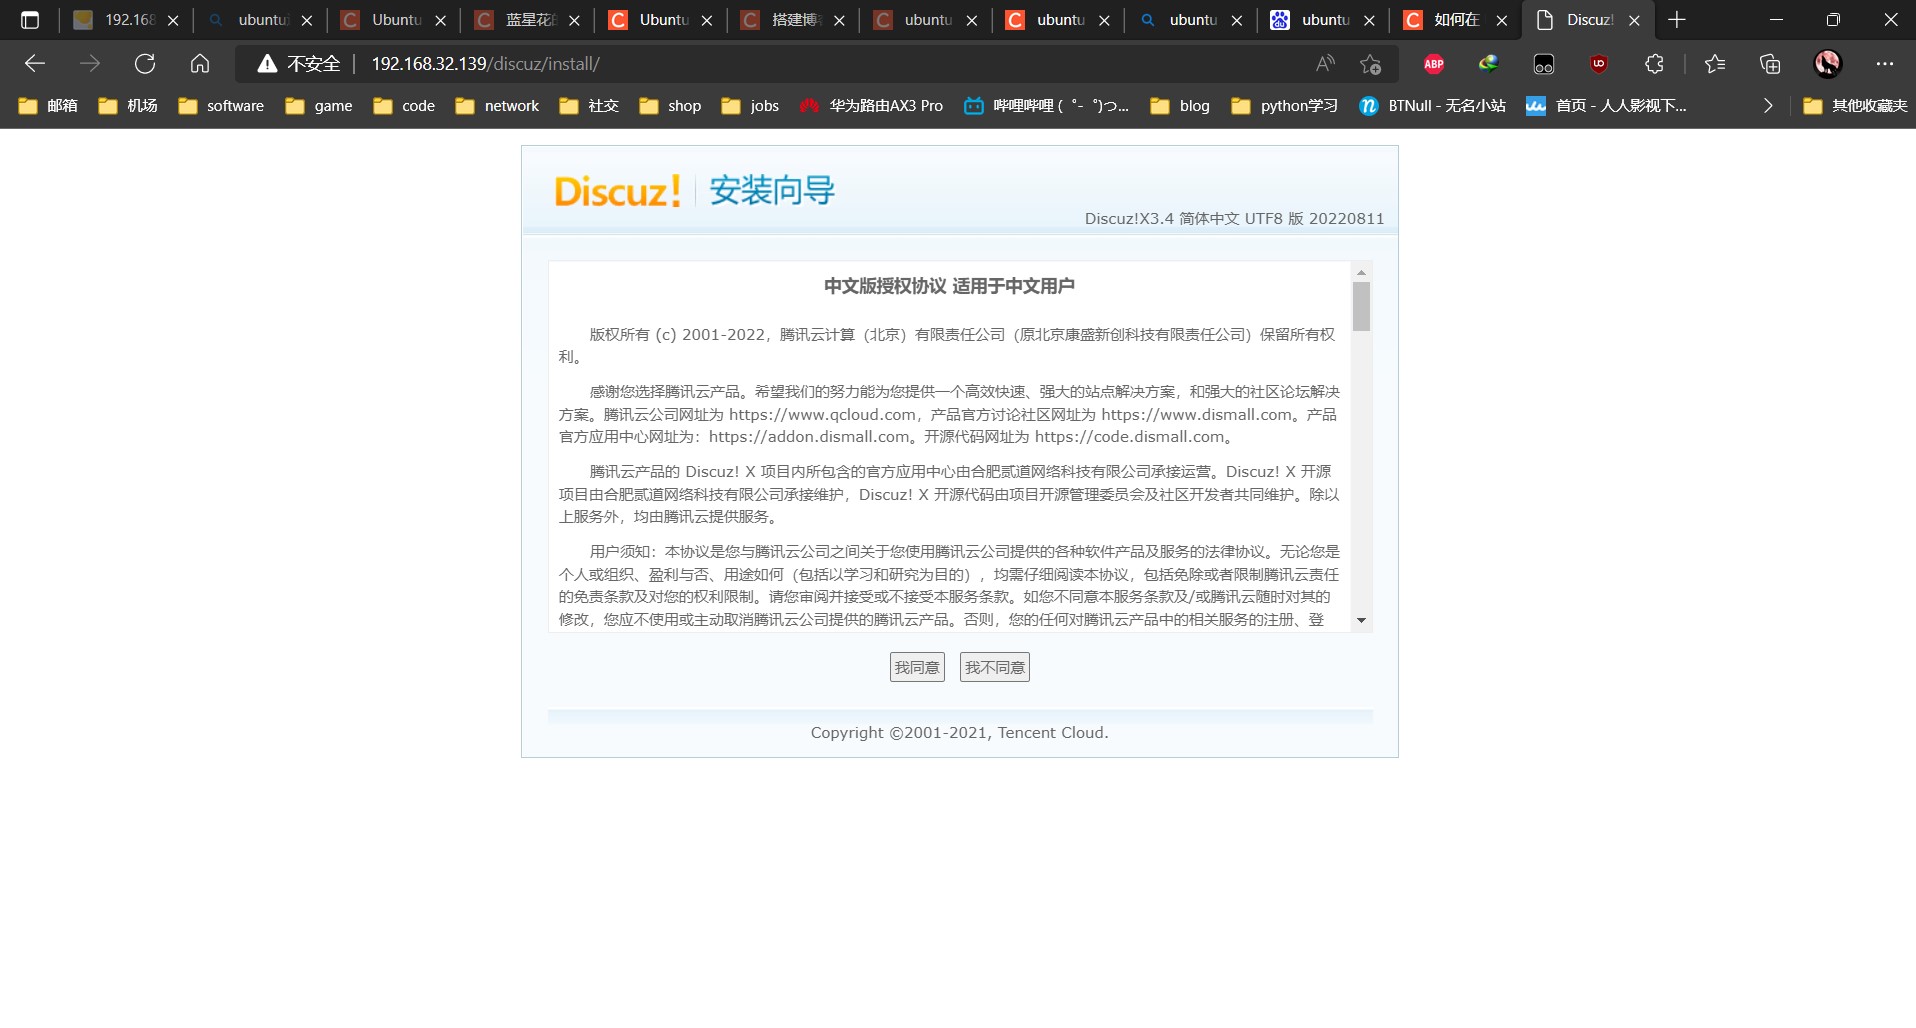 192.168
ubuntu
Ubuntu
蓝星花
Ubuntu
搭建博
ubuntu
ubuntu
ubuntu
ubuntu
如何在
Discuz!
不安全
192.168.32.139/discuz/install/
邮箱
机场
software
game
code
network
社交
shop
jobs
华为路由AX3 Pro
哔哩哔哩 ( ゜- ゜)つ...
blog
python学习
BTNull - 无名小站
首页 - 人人影视下...
其他收藏夹
Discuz! 安装向导
Discuz!X3.4 简体中文 UTF8 版 20220811
中文版授权协议 适用于中文用户
版权所有 (c) 2001-2022，腾讯云计算（北京）有限责任公司（原北京康盛新创科技有限责任公司）保留所有权
利。
感谢您选择腾讯云产品。希望我们的努力能为您提供一个高效快速、强大的站点解决方案，和强大的社区论坛解决
方案。腾讯云公司网址为 https://www.qcloud.com，产品官方讨论社区网址为 https://www.dismall.com。产品
官方应用中心网址为：https://addon.dismall.com。开源代码网址为 https://code.dismall.com。
腾讯云产品的 Discuz! X 项目内所包含的官方应用中心由合肥贰道网络科技有限公司承接运营。Discuz! X 开源
项目由合肥贰道网络科技有限公司承接维护，Discuz! X 开源代码由项目开源管理委员会及社区开发者共同维护。除以
上服务外，均由腾讯云提供服务。
用户须知：本协议是您与腾讯云公司之间关于您使用腾讯云公司提供的各种软件产品及服务的法律协议。无论您是
个人或组织、盈利与否、用途如何（包括以学习和研究为目的），均需仔细阅读本协议，包括免除或者限制腾讯云责任
的免责条款及对您的权利限制。请您审阅并接受或不接受本服务条款。如您不同意本服务条款及/或腾讯云随时对其的
修改，您应不使用或主动取消腾讯云公司提供的腾讯云产品。否则，您的任何对腾讯云产品中的相关服务的注册、登
我同意
我不同意
Copyright ©2001-2021, Tencent Cloud.